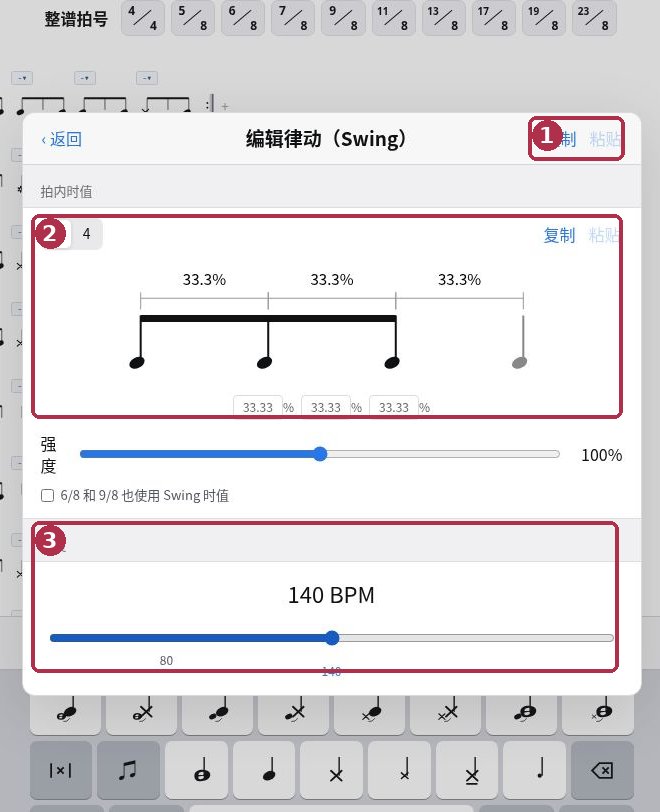 整谱拍号 4/4 5/8 6/8 7/8 9/8 11/8 13/8 17/8 19/8 23/8
‹ 返回 编辑律动（Swing） 1 制 粘贴
拍内时值
2 4 复制 粘贴
33.3% 33.3% 33.3%
33.33 % 33.33 % 33.33 %
强度 100%
6/8 和 9/8 也使用 Swing 时值
3
140 BPM
80
140